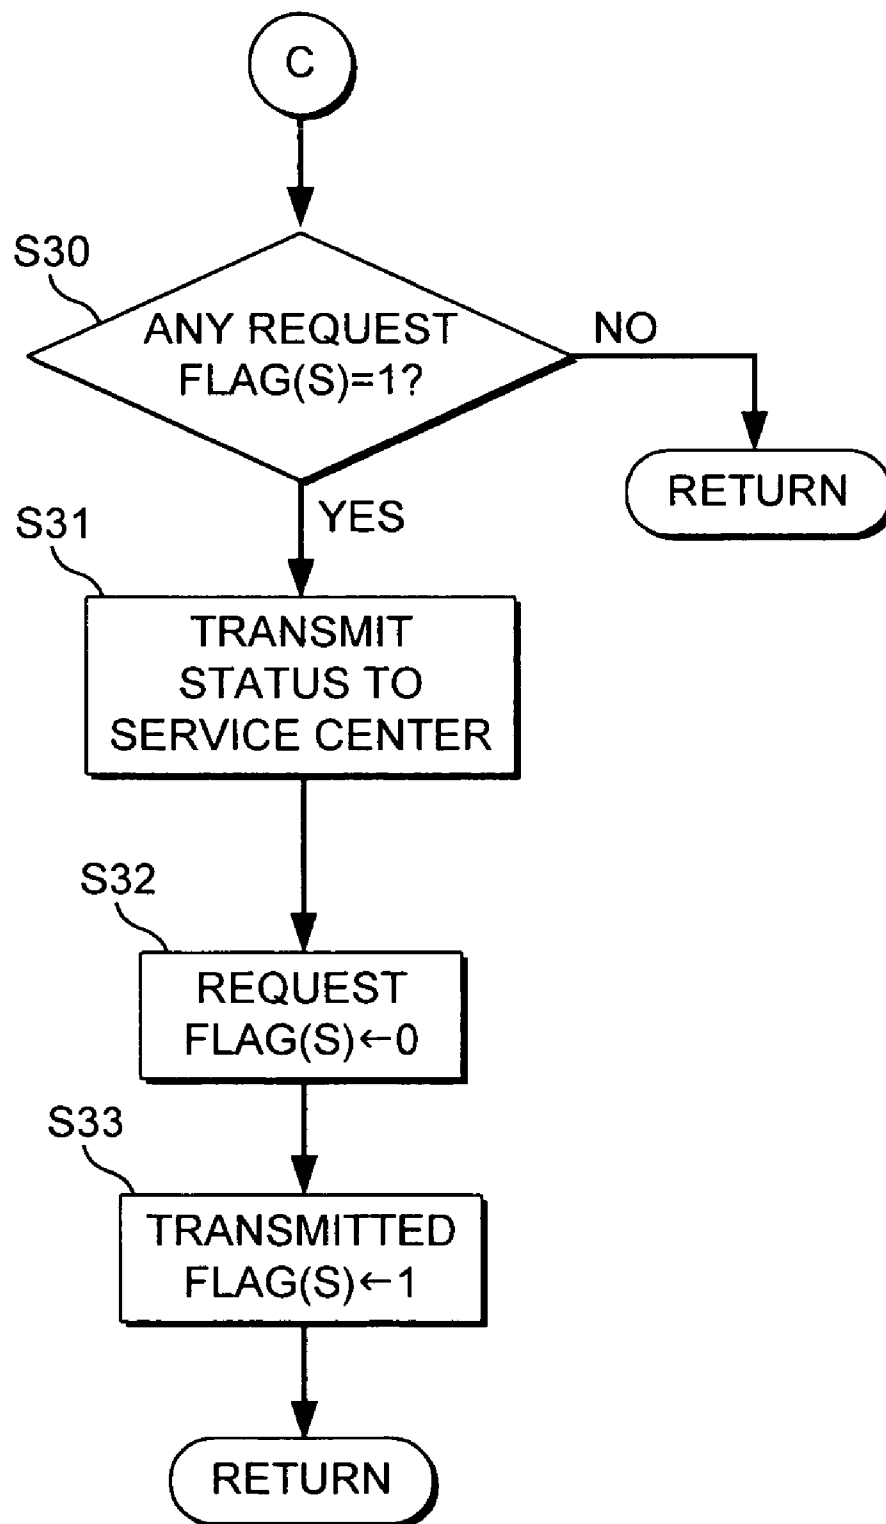 C
S30
ANY REQUEST
FLAG(S)=1?
NO
RETURN
YES
S31
TRANSMIT
STATUS TO
SERVICE CENTER
S32
REQUEST
FLAG(S)←0
S33
TRANSMITTED
FLAG(S)←1
RETURN